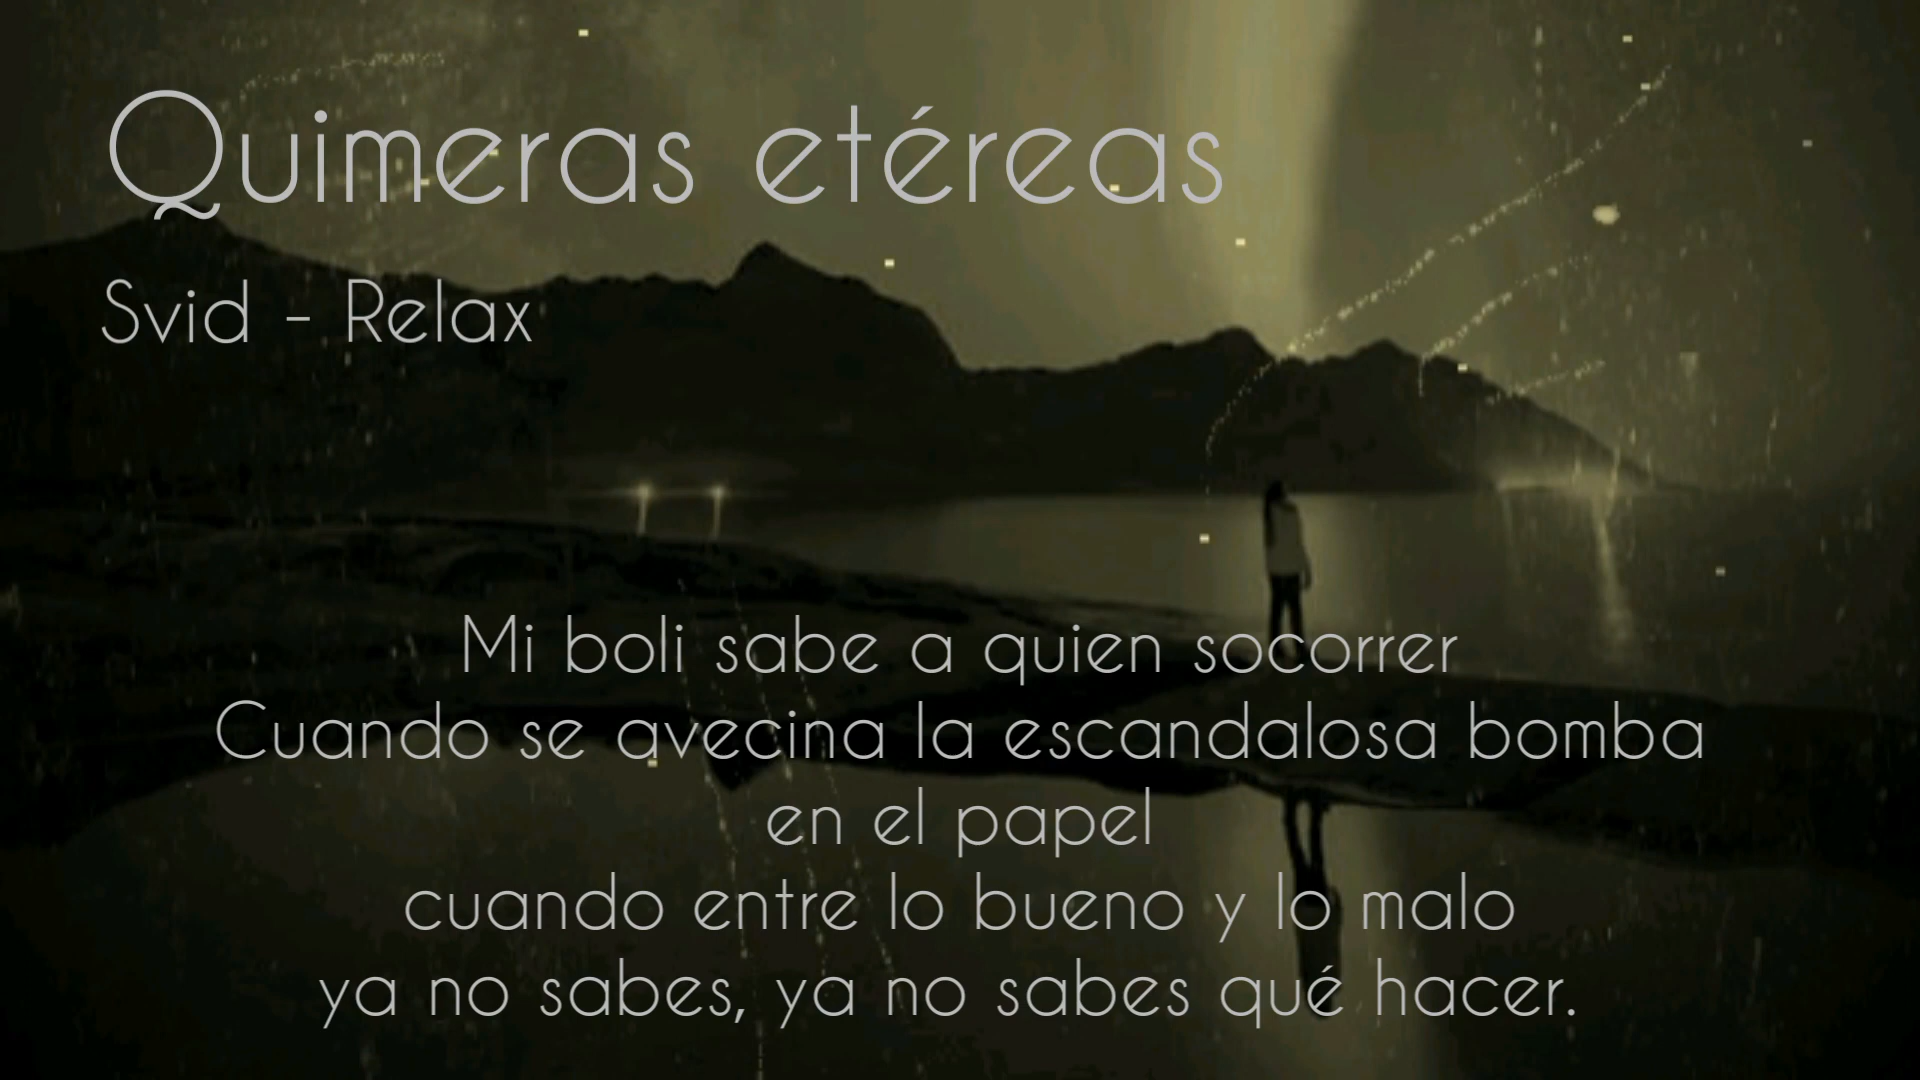 Quimeras etéreas
Svid - Relax
Mi boli sabe a quien socorrer
Cuando se avecina la escandalosa bomba
en el papel
cuando entre lo bueno y lo malo
ya no sabes, ya no sabes qué hacer.